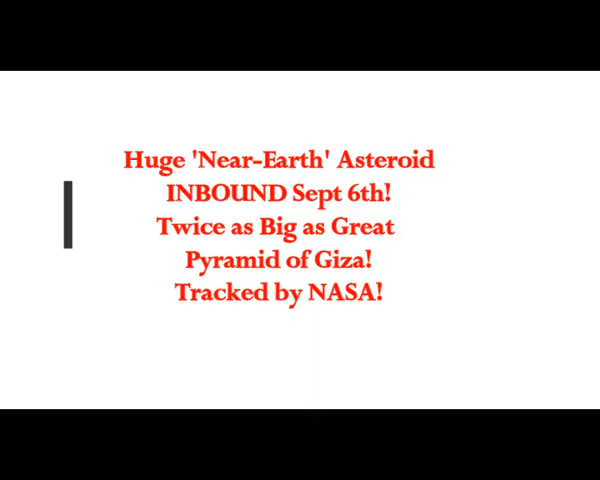 Huge 'Near-Earth' Asteroid
INBOUND Sept 6th!
Twice as Big as Great
Pyramid of Giza!
Tracked by NASA!